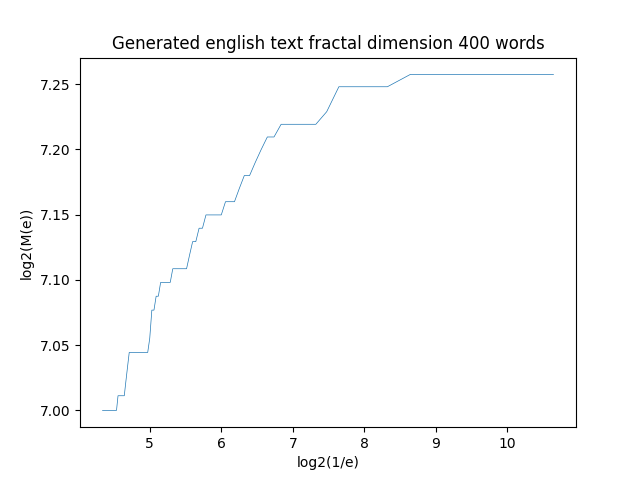 Generated english text fractal dimension 400 words
7.25
7.20
7.15
7.10
7.05
7.00
log2(M(e))
5 6 7 8 9 10
log2(1/e)